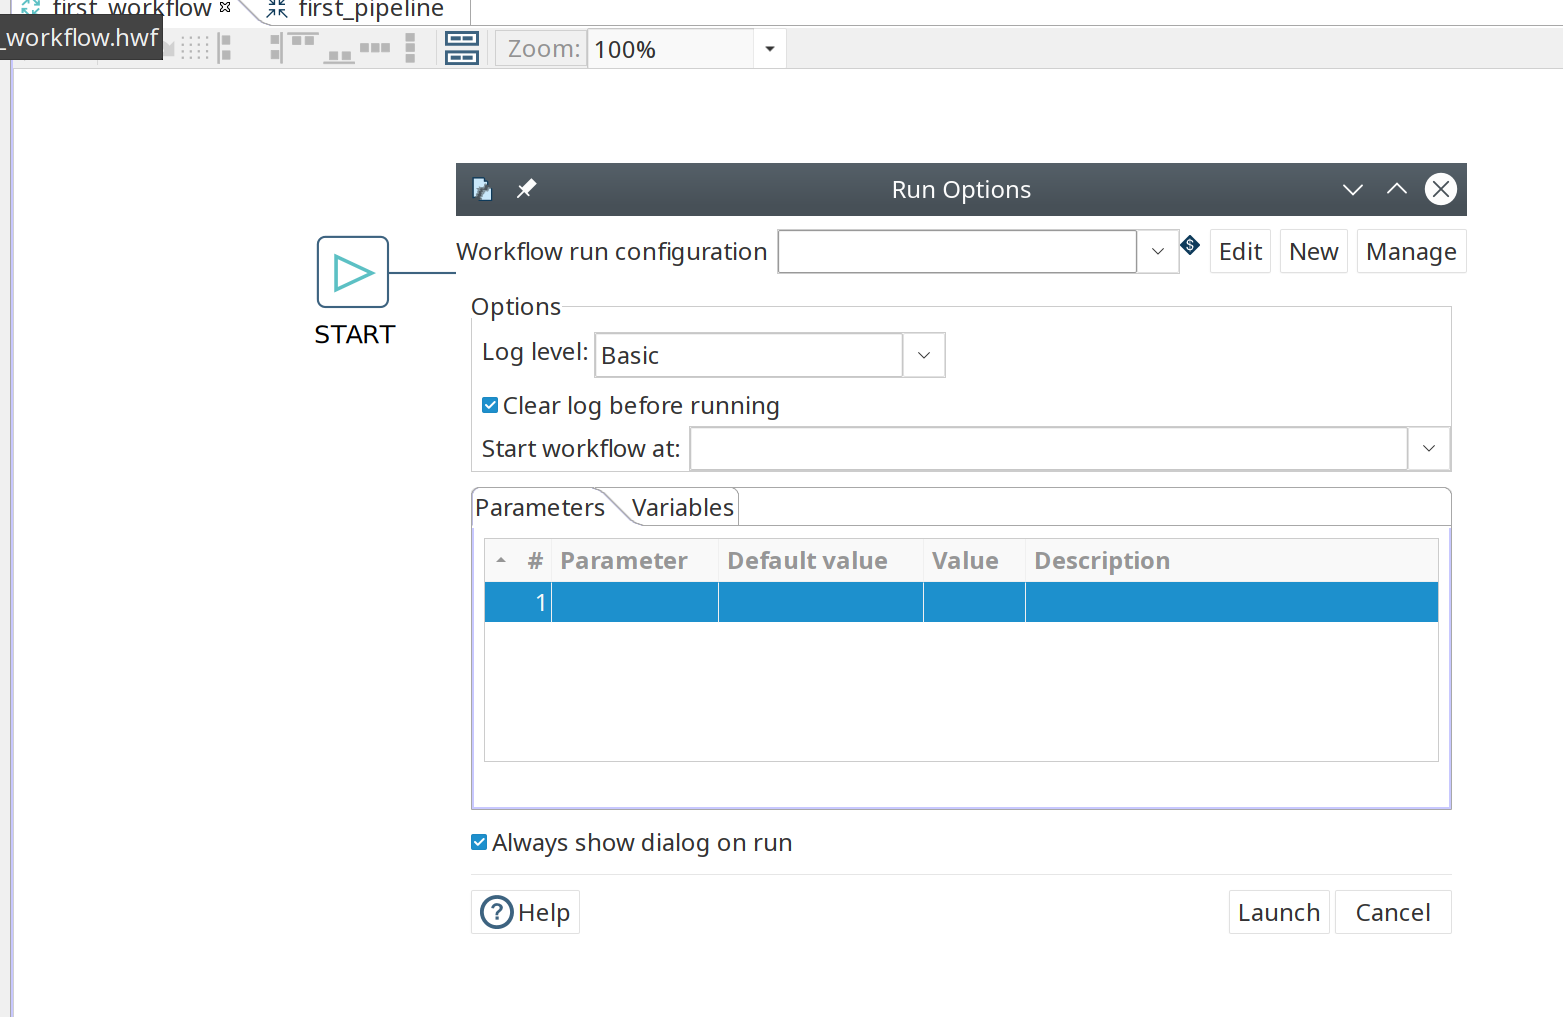 first_workflow first_pipeline
_workflow.hwf
Zoom: 100%
Run Options
Workflow run configuration $ Edit New Manage
START
Options
Log level: Basic
Clear log before running
Start workflow at:
Parameters Variables
# Parameter Default value Value Description
1
Always show dialog on run
? Help Launch Cancel